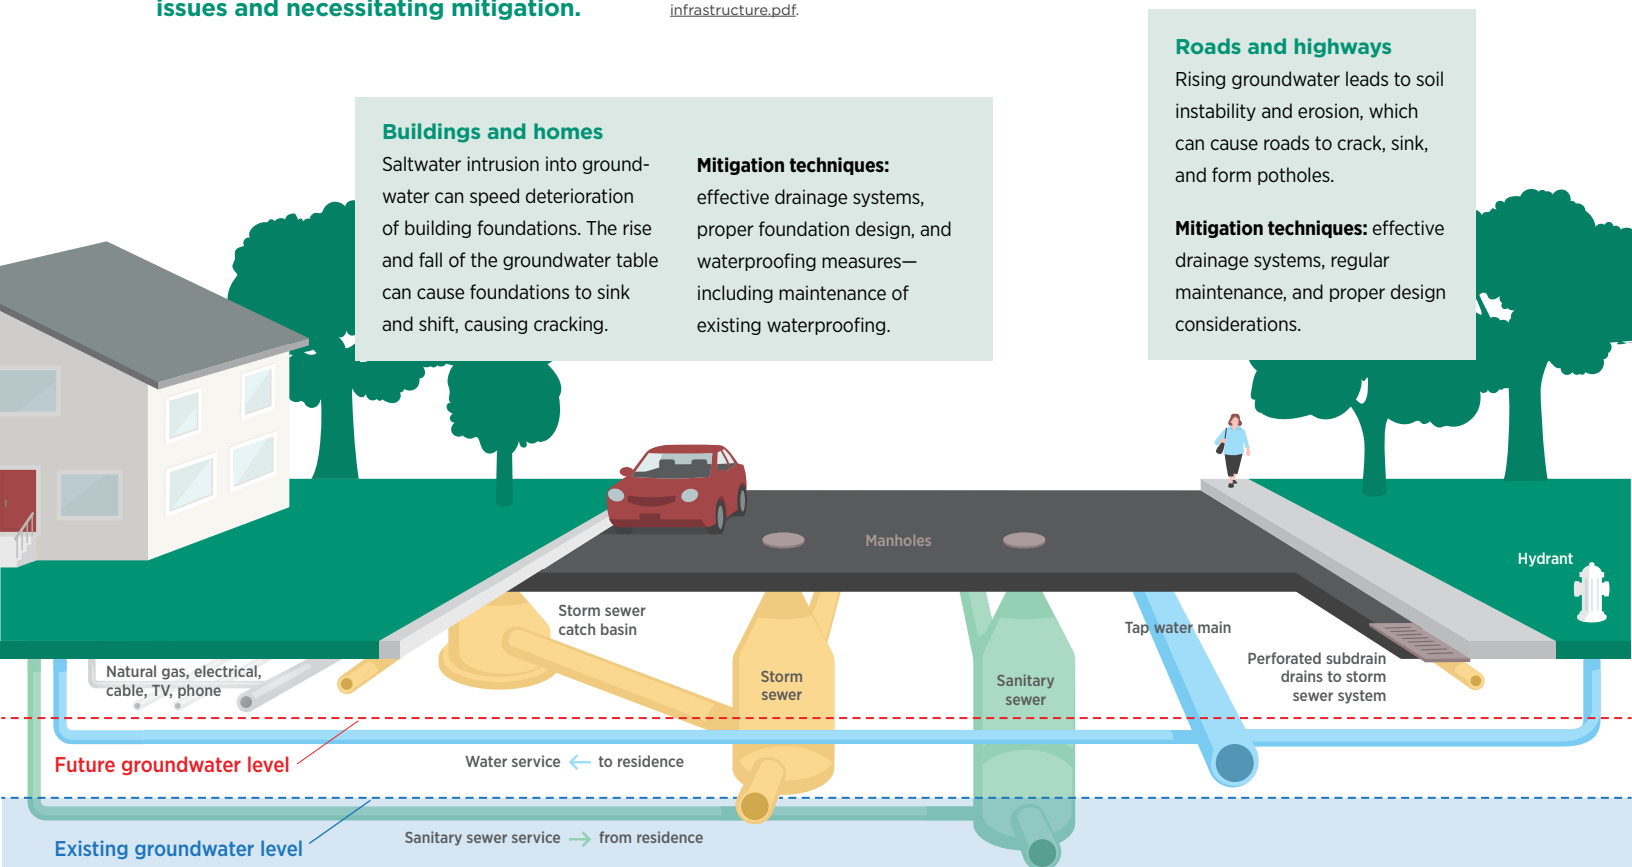 issues and necessitating mitigation.
infrastructure.pdf.
Buildings and homes
Saltwater intrusion into ground-
water can speed deterioration
of building foundations. The rise
and fall of the groundwater table
can cause foundations to sink
and shift, causing cracking.
Mitigation techniques:
effective drainage systems,
proper foundation design, and
waterproofing measures—
including maintenance of
existing waterproofing.
Roads and highways
Rising groundwater leads to soil
instability and erosion, which
can cause roads to crack, sink,
and form potholes.
Mitigation techniques: effective
drainage systems, regular
maintenance, and proper design
considerations.
Manholes
Hydrant
Storm sewer
catch basin
Tap water main
Natural gas, electrical,
cable, TV, phone
Storm
sewer
Sanitary
sewer
Perforated subdrain
drains to storm
sewer system
Future groundwater level
Water service ← to residence
Sanitary sewer service → from residence
Existing groundwater level